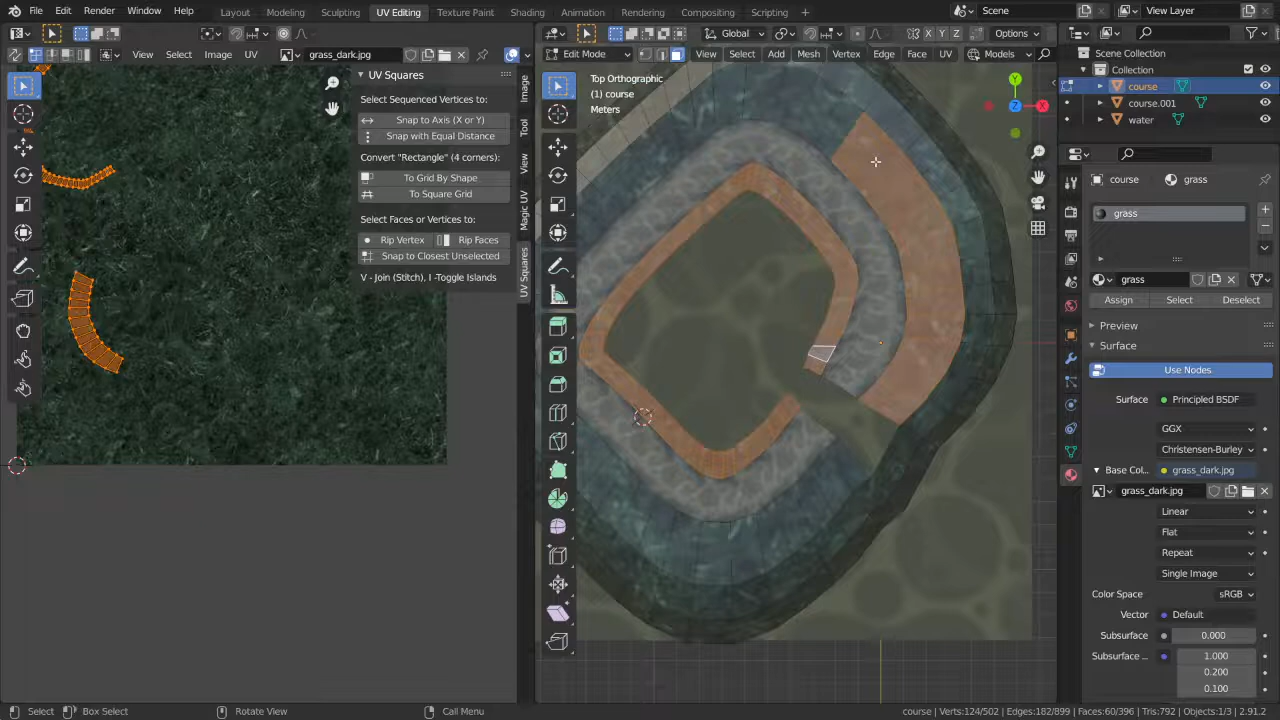 File Edit Render Window Help Layout Modeling Sculpting UV Editing Texture Paint Shading Animation Rendering Compositing Scripting + Scene View Layer
View Select Image UV grass_dark.jpg
Global X Y Z Options
Edit Mode View Select Add Mesh Vertex Edge Face UV Models
UV Squares
Select Sequenced Vertices to:
Snap to Axis (X or Y)
Snap with Equal Distance
Convert "Rectangle" (4 corners):
To Grid By Shape
To Square Grid
Select Faces or Vertices to:
Rip Vertex Rip Faces
Snap to Closest Unselected
V - Join (Stitch), I -Toggle Islands
Image
Tool
View
Magic UV
UV Squares
Top Orthographic
(1) course
Meters
Y
Z
X
Scene Collection
Collection
course
course.001
water
course grass
grass
grass
Assign Select Deselect
Preview
Surface
Use Nodes
Surface Principled BSDF
GGX
Christensen-Burley
Base Col... grass_dark.jpg
grass_dark.jpg
Linear
Flat
Repeat
Single Image
Color Space sRGB
Vector Default
Subsurface 0.000
Subsurface ... 1.000
0.200
0.100
Select Box Select Rotate View Call Menu course | Verts:124/502 | Edges:182/899 | Faces:60/396 | Tris:792 | Objects:1/3 | 2.91.2